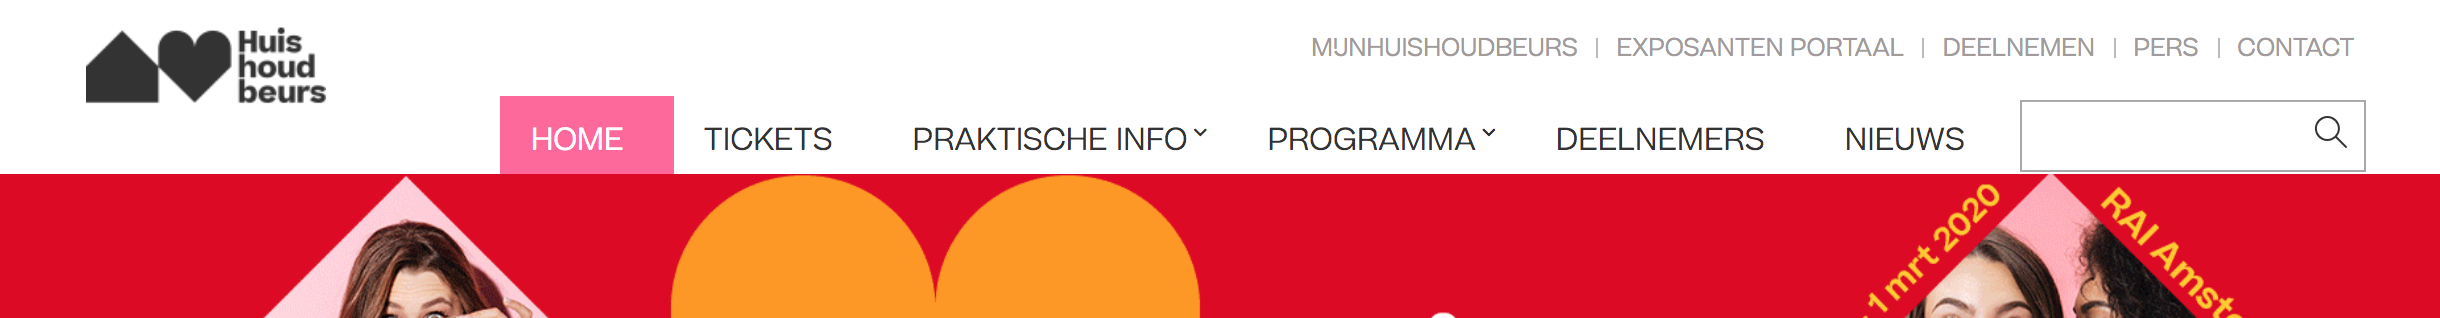 Huis
houd
beurs
MIJNHUISHOUDBEURS | EXPOSANTEN PORTAAL | DEELNEMEN | PERS | CONTACT
HOME TICKETS PRAKTISCHE INFO PROGRAMMA DEELNEMERS NIEUWS
1 mrt 2020
RAI